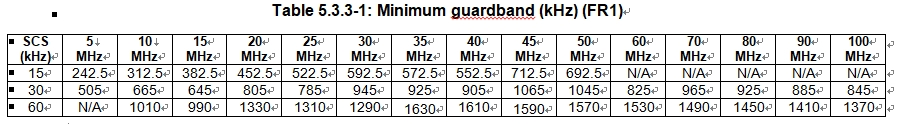 Table 5.3.3-1: Minimum guardband (kHz) (FR1)
SCS (kHz) 5 MHz 10 MHz 15 MHz 20 MHz 25 MHz 30 MHz 35 MHz 40 MHz 45 MHz 50 MHz 60 MHz 70 MHz 80 MHz 90 MHz 100 MHz
15 242.5 312.5 382.5 452.5 522.5 592.5 572.5 552.5 712.5 692.5 N/A N/A N/A N/A N/A
30 505 665 645 805 785 945 925 905 1065 1045 825 965 925 885 845
60 N/A 1010 990 1330 1310 1290 1630 1610 1590 1570 1530 1490 1450 1410 1370